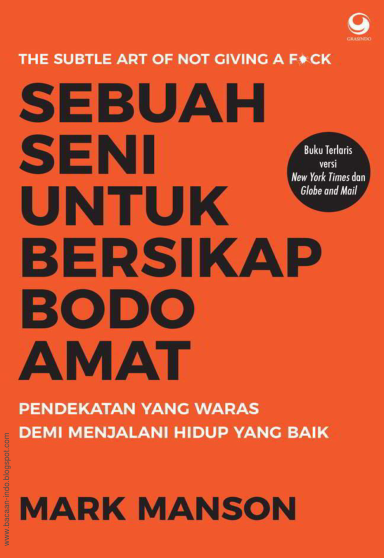 GRASINDO
THE SUBTLE ART OF NOT GIVING A F*CK
SEBUAH
SENI
UNTUK
BERSIKAP
BODO
AMAT
Buku Terlaris
versi
New York Times dan
Globe and Mail
PENDEKATAN YANG WARAS
DEMI MENJALANI HIDUP YANG BAIK
MARK MANSON
www.bacaan-indo.blogspot.com